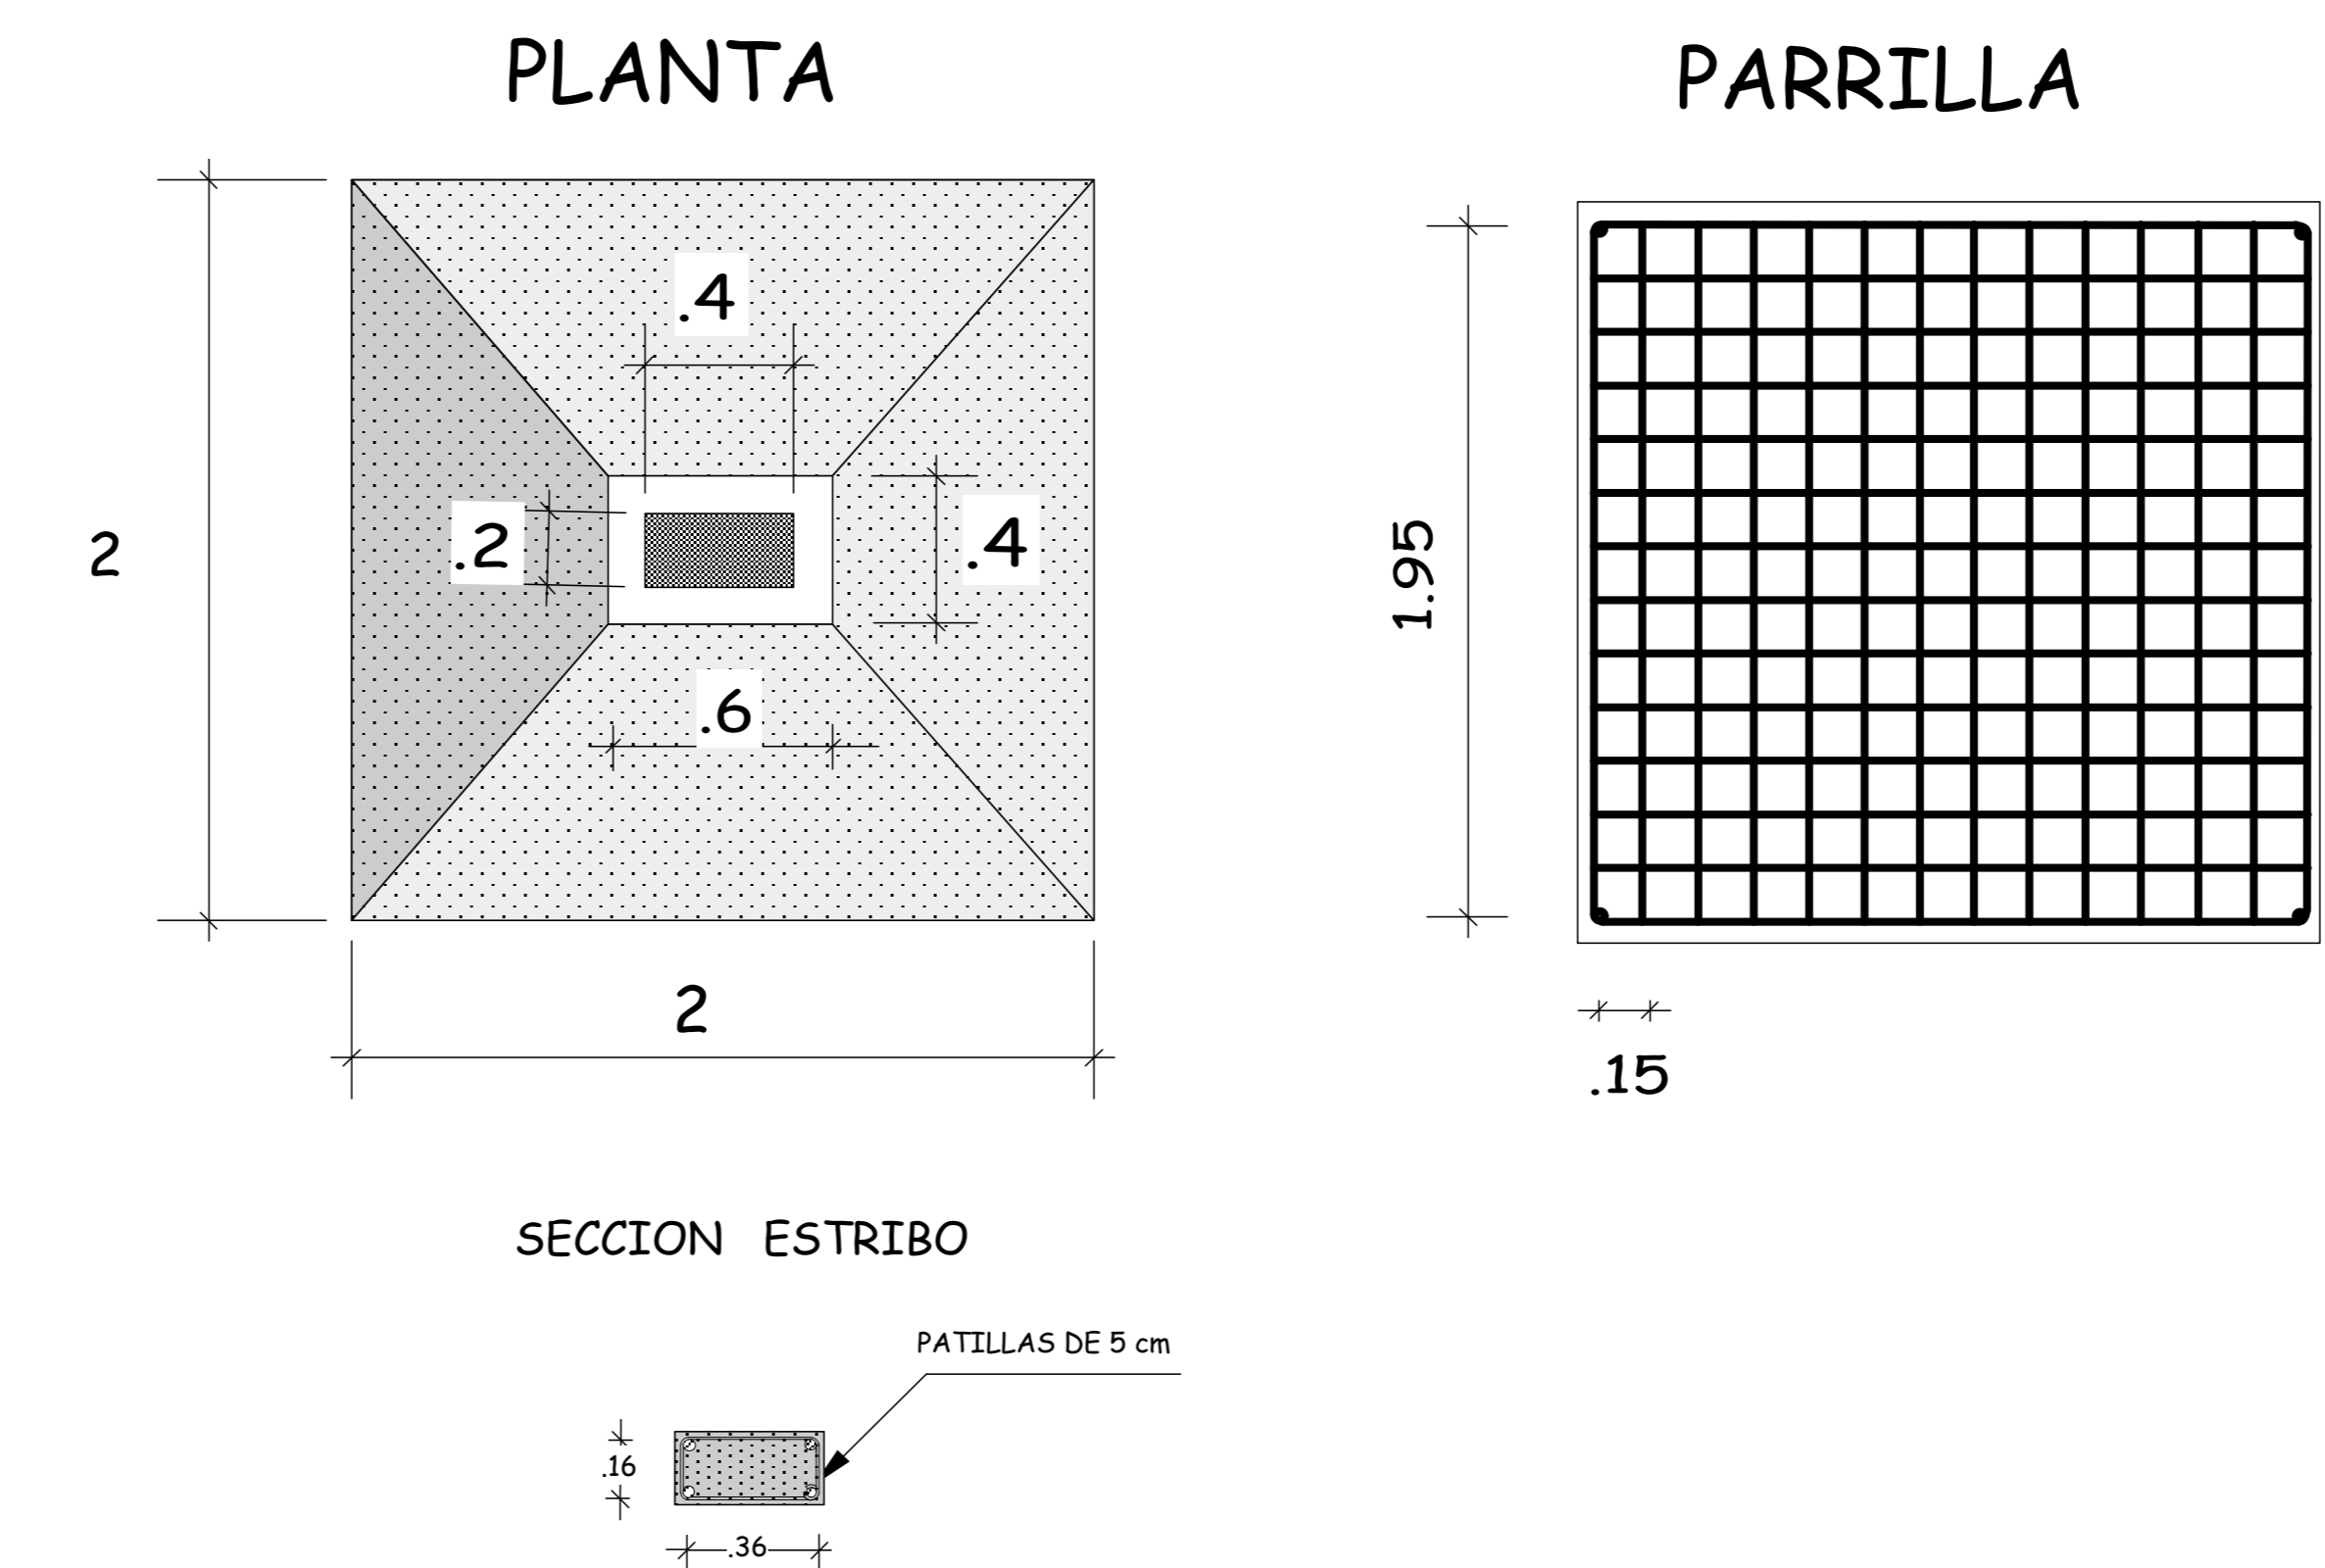 PLANTA
PARRILLA
.4
.2
.4
2
1.95
.6
2
.15
SECCION ESTRIBO
PATILLAS DE 5 cm
.16
.36